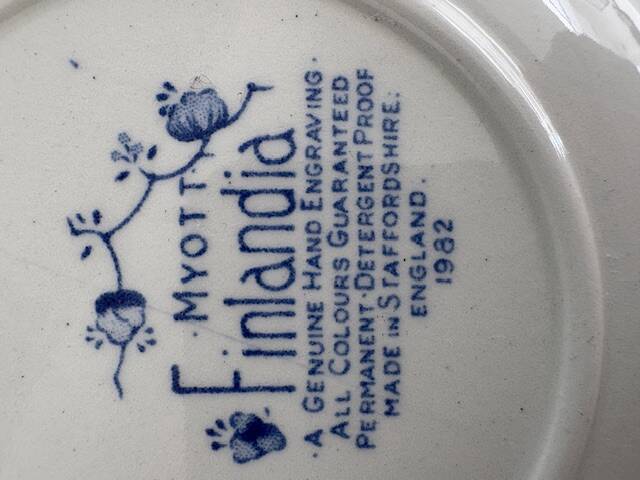 · MYOTT ·
Finlandia
· A GENUINE HAND ENGRAVING ·
ALL COLOURS GUARANTEED
PERMANENT · DETERGENT PROOF
MADE IN STAFFORDSHIRE:
ENGLAND.
1982